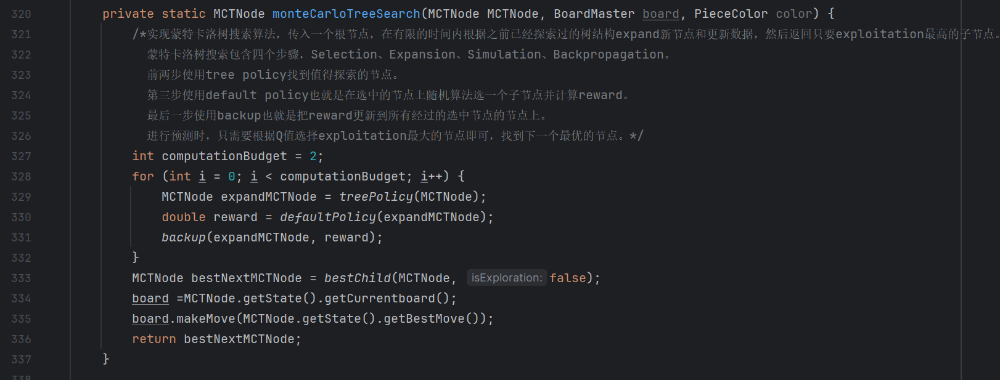 320 private static MCTNode monteCarloTreeSearch(MCTNode MCTNode, BoardMaster board, PieceColor color) {
321 /*实现蒙特卡洛树搜索算法，传入一个根节点，在有限的时间内根据之前已经探索过的树结构expand新节点和更新数据，然后返回只要exploitation最高的子节点。
322 蒙特卡洛树搜索包含四个步骤，Selection、Expansion、Simulation、Backpropagation。
323 前两步使用tree policy找到值得探索的节点。
324 第三步使用default policy也就是在选中的节点上随机算法选一个子节点并计算reward。
325 最后一步使用backup也就是把reward更新到所有经过的选中节点的节点上。
326 进行预测时，只需要根据Q值选择exploitation最大的节点即可，找到下一个最优的节点。*/
327 int computationBudget = 2;
328 for (int i = 0; i < computationBudget; i++) {
329 MCTNode expandMCTNode = treePolicy(MCTNode);
330 double reward = defaultPolicy(expandMCTNode);
331 backup(expandMCTNode, reward);
332 }
333 MCTNode bestNextMCTNode = bestChild(MCTNode, isExploration: false);
334 board =MCTNode.getState().getCurrentboard();
335 board.makeMove(MCTNode.getState().getBestMove());
336 return bestNextMCTNode;
337 }
338